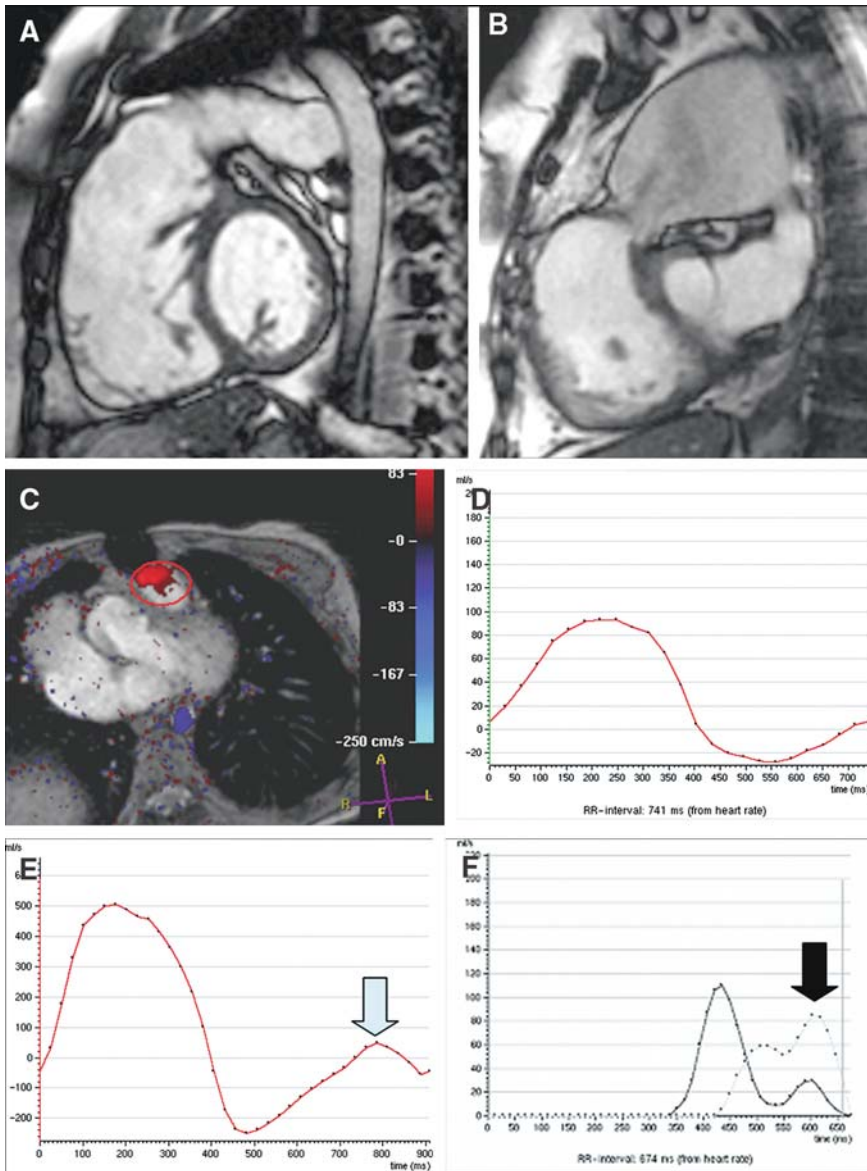 A
B
C
83
-0
-83
-167
-250 cm/s
A
R
L
F
D
ml/s
180
160
140
120
100
80
60
40
20
0
-20
0 50 100 150 200 250 300 350 400 450 500 550 600 650 700
time (ms)
RR-interval: 741 ms (from heart rate)
E
ml/s
500
400
300
200
100
0
-100
-200
0 100 200 300 400 500 600 700 800 900
time (ms)
F
ml/s
220
200
180
160
140
120
100
80
60
40
20
0
0 50 100 150 200 250 300 350 400 450 500 550 600 650
time (ms)
RR-interval: 674 ms (from heart rate)